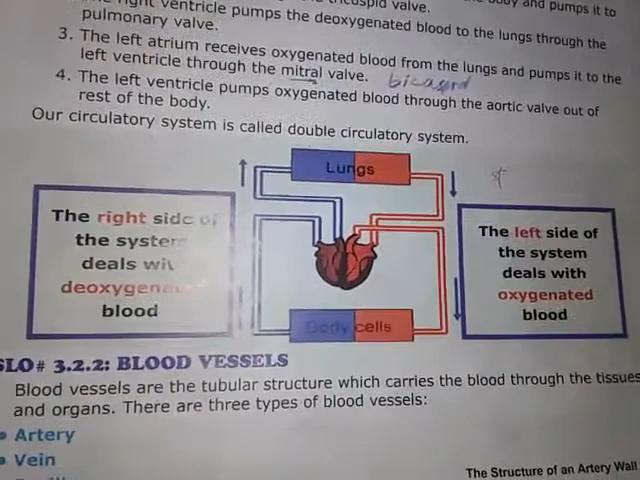 right ventricle pumps the deoxygenated blood to the lungs through the
pulmonary valve.
3. The left atrium receives oxygenated blood from the lungs and pumps it to the
left ventricle through the mitral valve.
4. The left ventricle pumps oxygenated blood through the aortic valve out of
rest of the body.
Our circulatory system is called double circulatory system.
Lungs
The right side of
the system
deals
deoxygena
blood
The left side of
the system
deals with
oxygenated
blood
Body cells
SLO# 3.2.2: BLOOD VESSELS
Blood vessels are the tubular structure which carries the blood through the tissues
and organs. There are three types of blood vessels:
• Artery
• Vein
The Structure of an Artery Wall